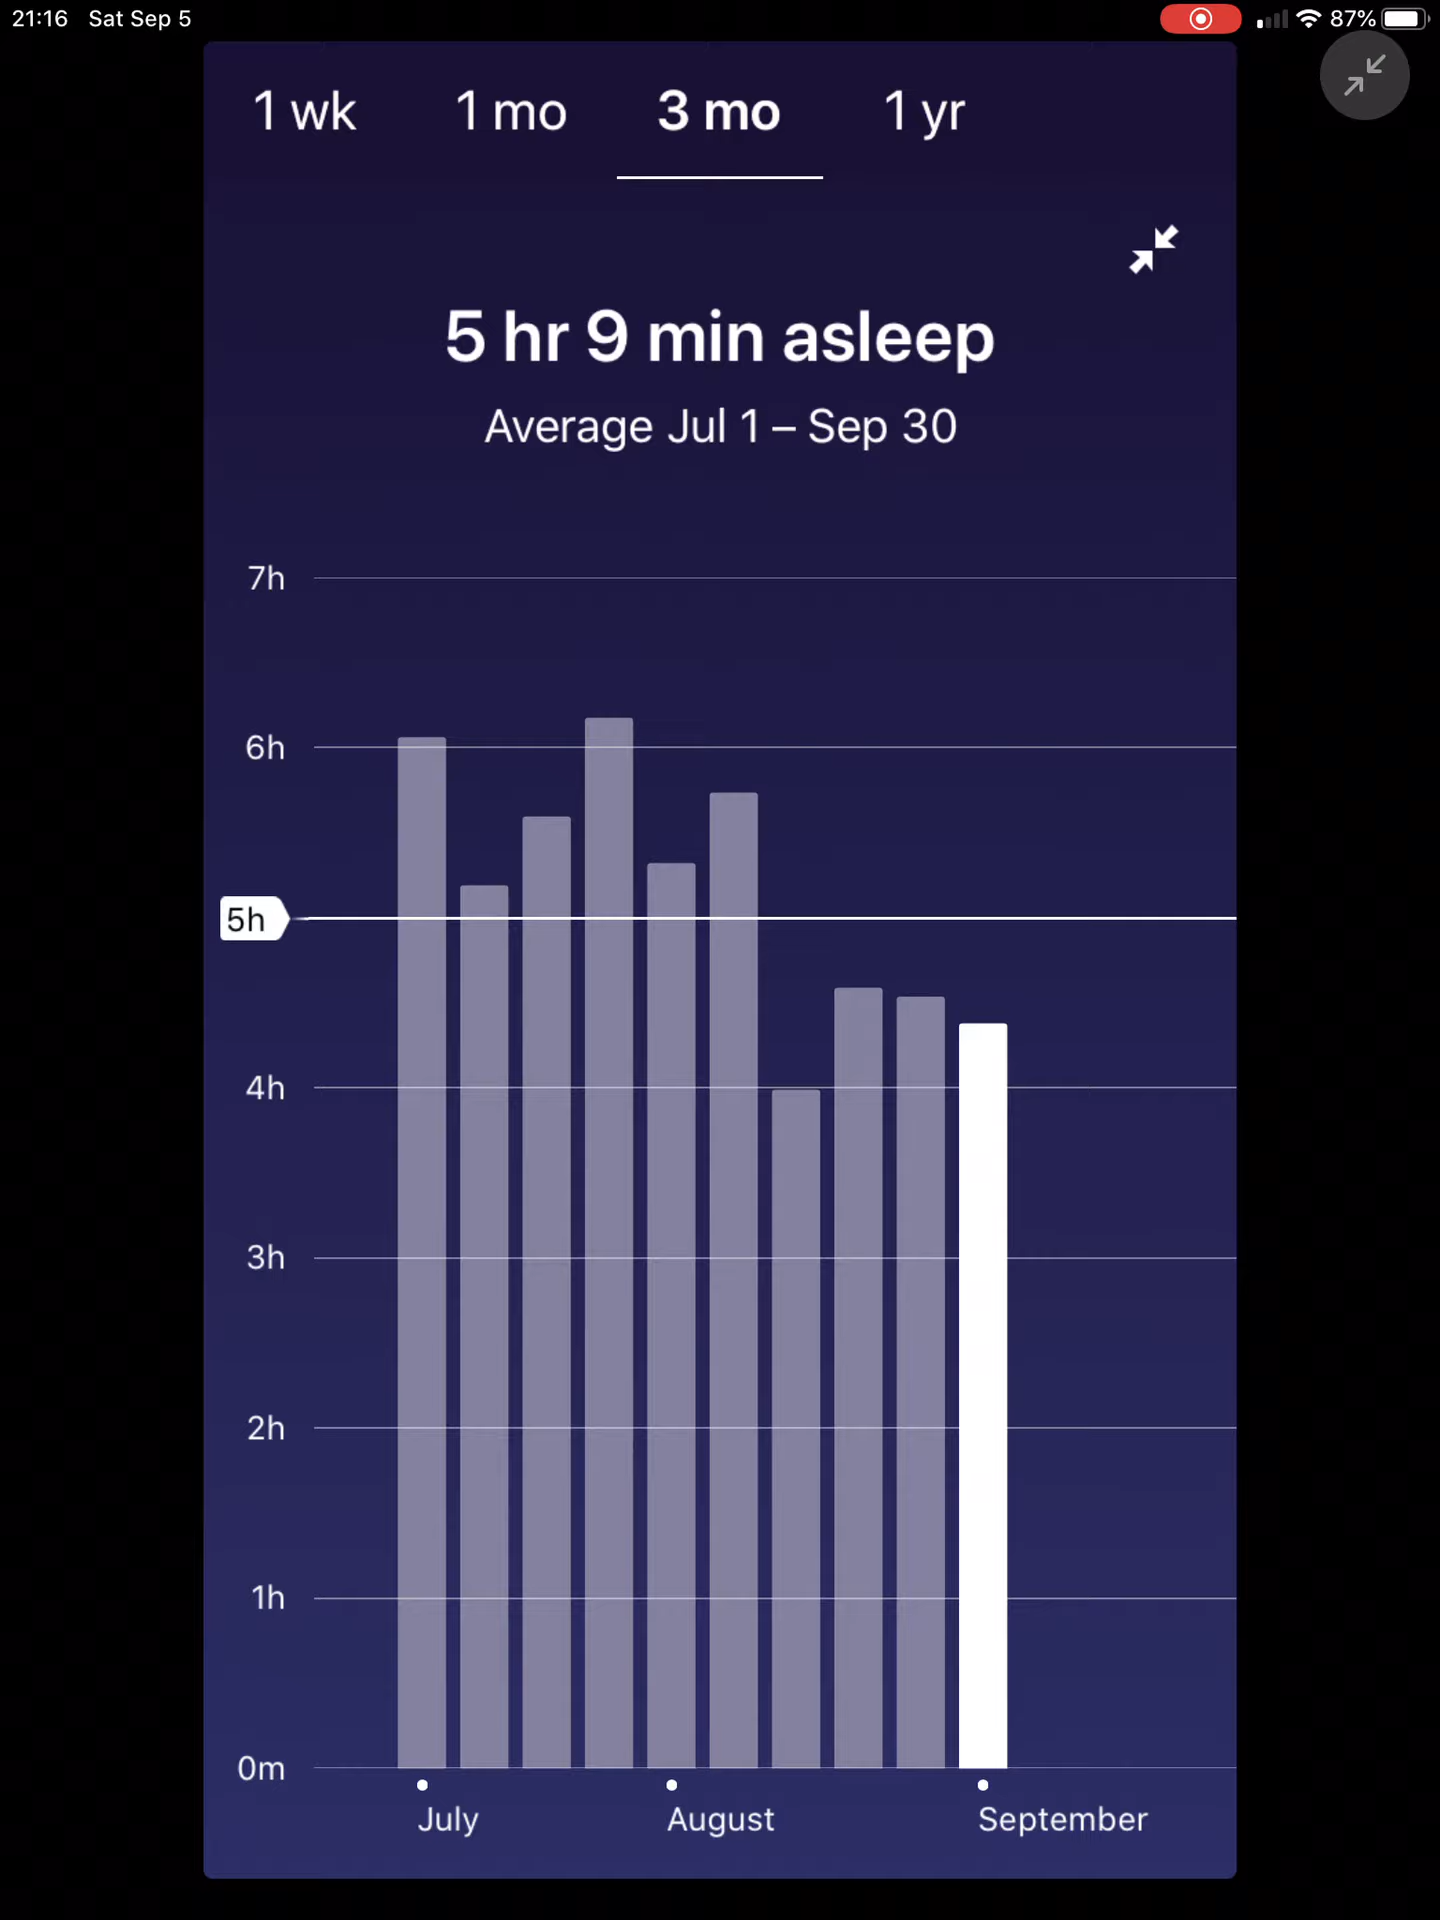 21:16 Sat Sep 5 87%
1 wk 1 mo 3 mo 1 yr
5 hr 9 min asleep
Average Jul 1 – Sep 30
7h
6h
5h
4h
3h
2h
1h
0m
July August September